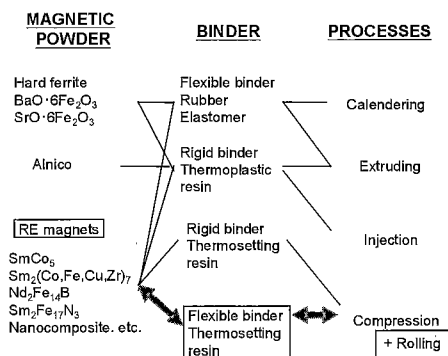 MAGNETIC
POWDER
BINDER
PROCESSES
Hard ferrite
BaO·6Fe₂O₃
SrO·6Fe₂O₃
Alnico
RE magnets
SmCo₅
Sm₂(Co,Fe,Cu,Zr)₇
Nd₂Fe₁₄B
Sm₂Fe₁₇N₃
Nanocomposite. etc.
Flexible binder
Rubber
Elastomer
Rigid binder
Thermoplastic
resin
Rigid binder
Thermosetting
resin
Flexible binder
Thermosetting
resin
Calendering
Extruding
Injection
Compression
+ Rolling